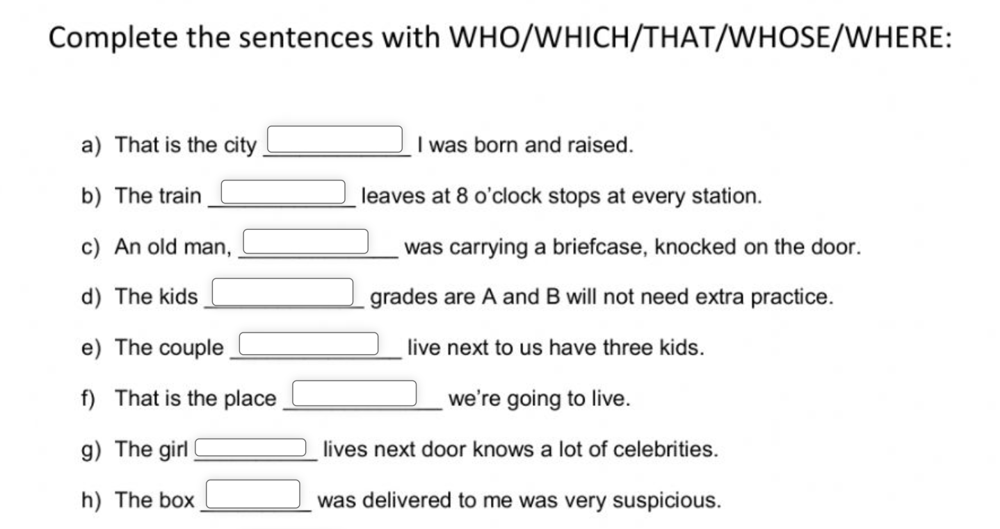 Complete the sentences with WHO/WHICH/THAT/WHOSE/WHERE:
a) That is the city ____________ I was born and raised.
b) The train ____________ leaves at 8 o'clock stops at every station.
c) An old man, ____________ was carrying a briefcase, knocked on the door.
d) The kids ____________ grades are A and B will not need extra practice.
e) The couple ____________ live next to us have three kids.
f) That is the place ____________ we’re going to live.
g) The girl ____________ lives next door knows a lot of celebrities.
h) The box ____________ was delivered to me was very suspicious.